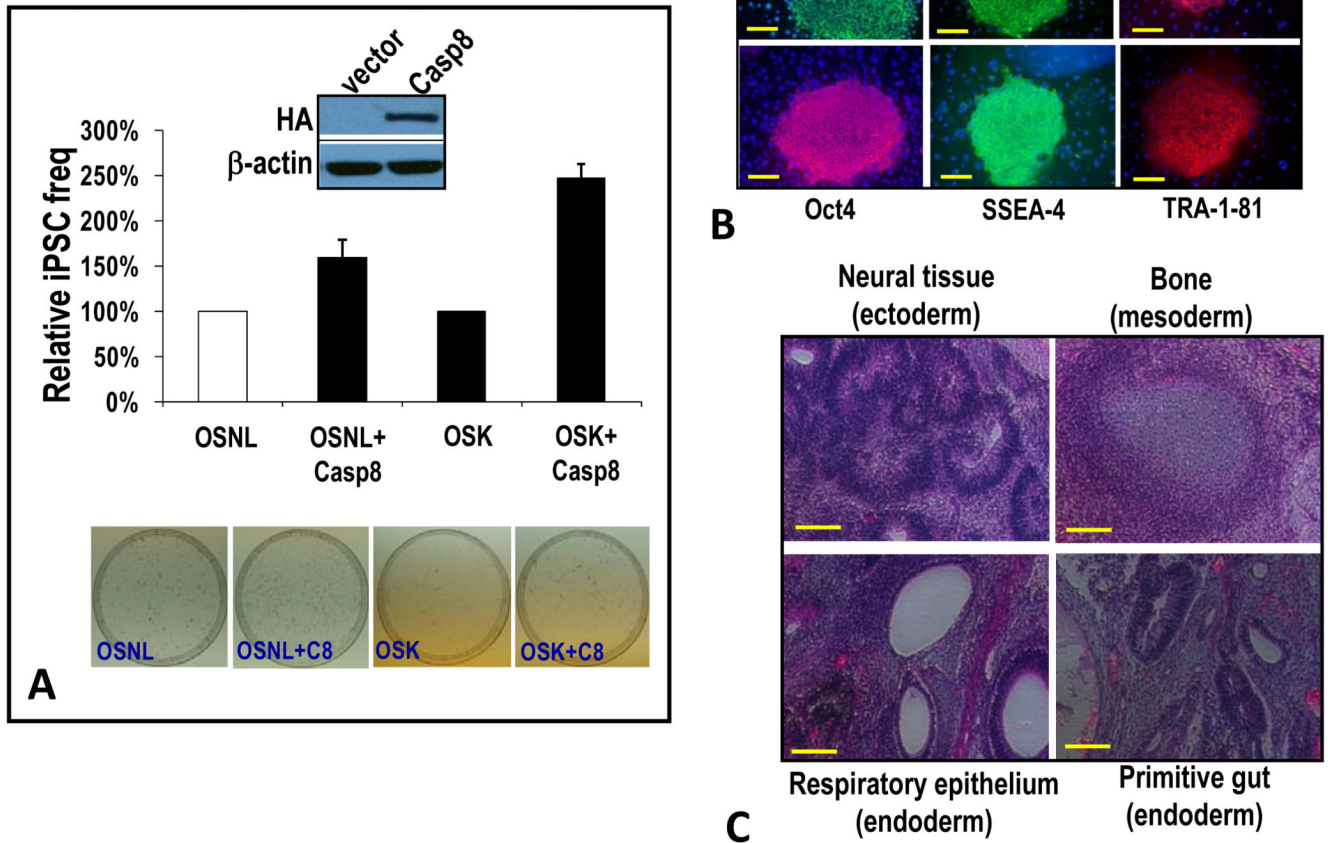 vector
Casp8
HA
β-actin
Relative iPSC freq
300%
250%
200%
150%
100%
50%
0%
OSNL
OSNL+
Casp8
OSK
OSK+
Casp8
OSNL
OSNL+C8
OSK
OSK+C8
A
Oct4
SSEA-4
TRA-1-81
B
Neural tissue
(ectoderm)
Bone
(mesoderm)
Respiratory epithelium
(endoderm)
Primitive gut
(endoderm)
C